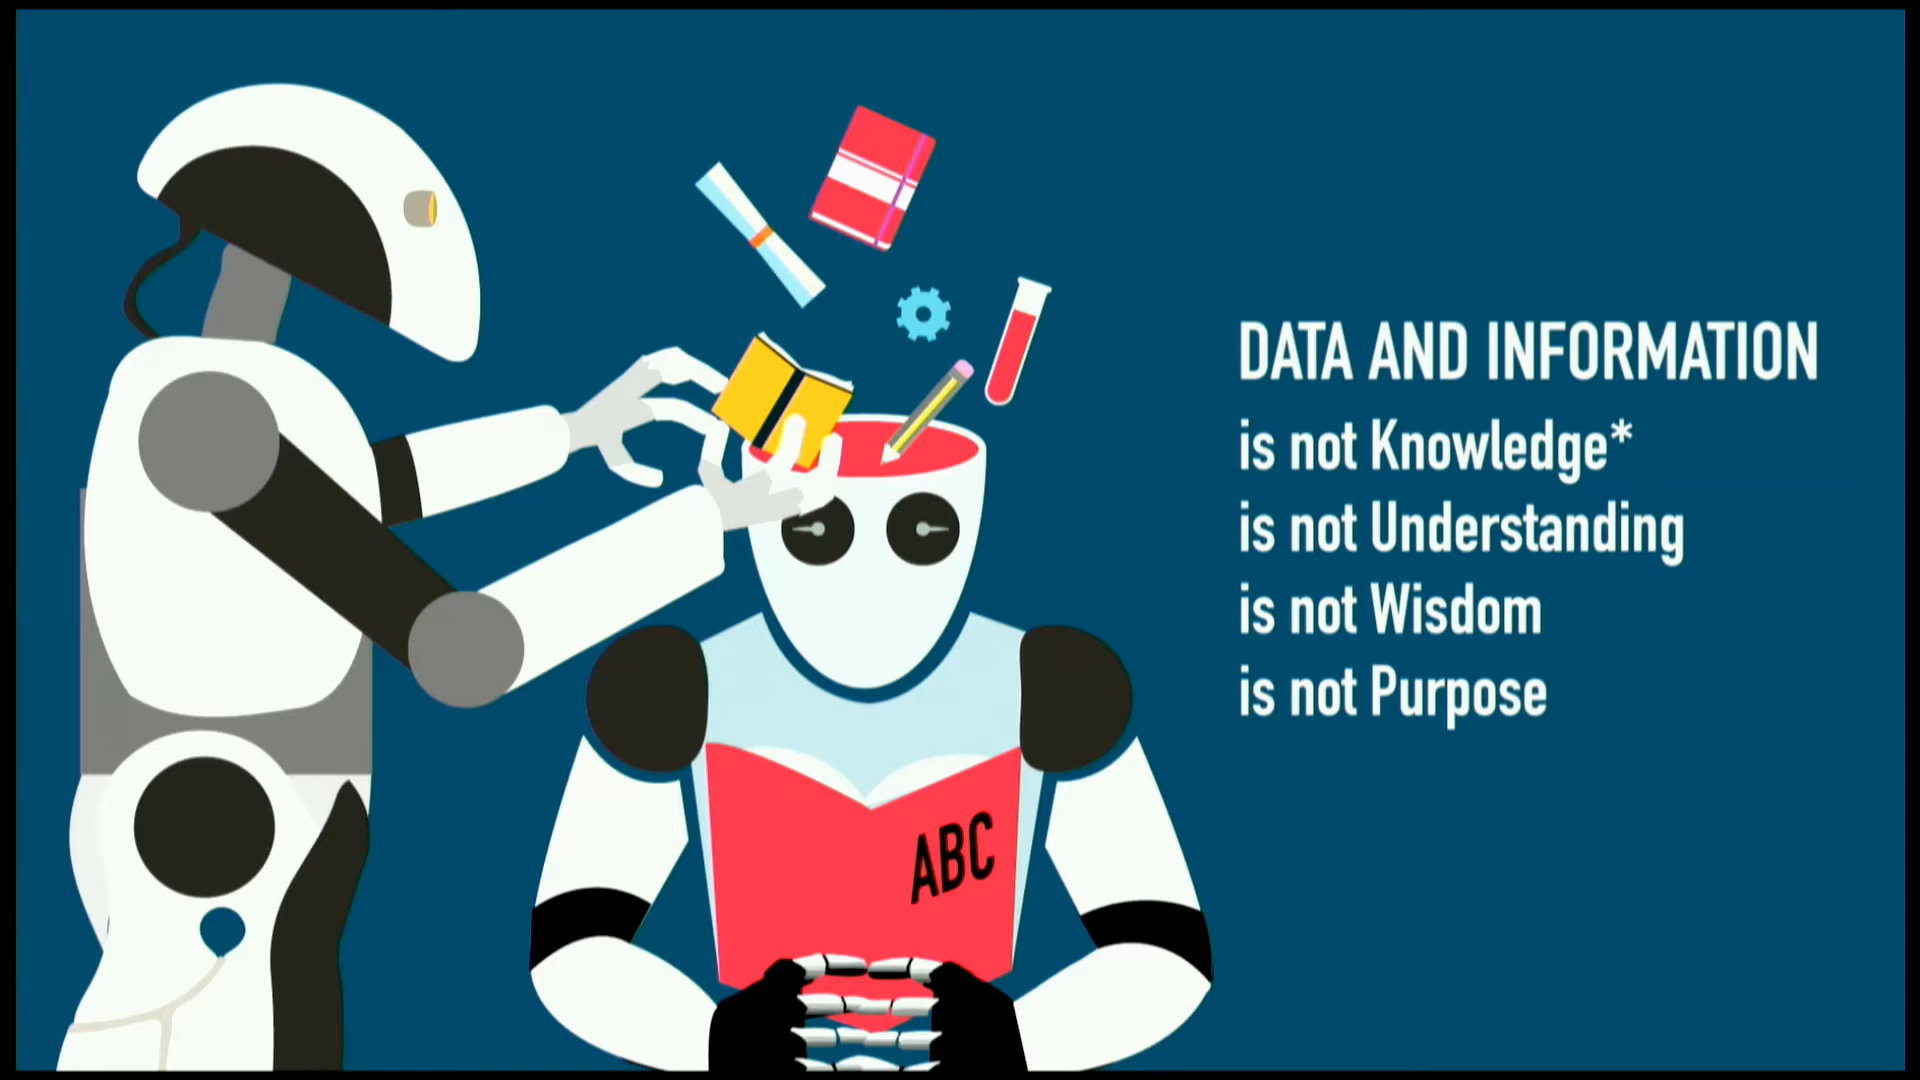 DATA AND INFORMATION
is not Knowledge*
is not Understanding
is not Wisdom
is not Purpose
ABC